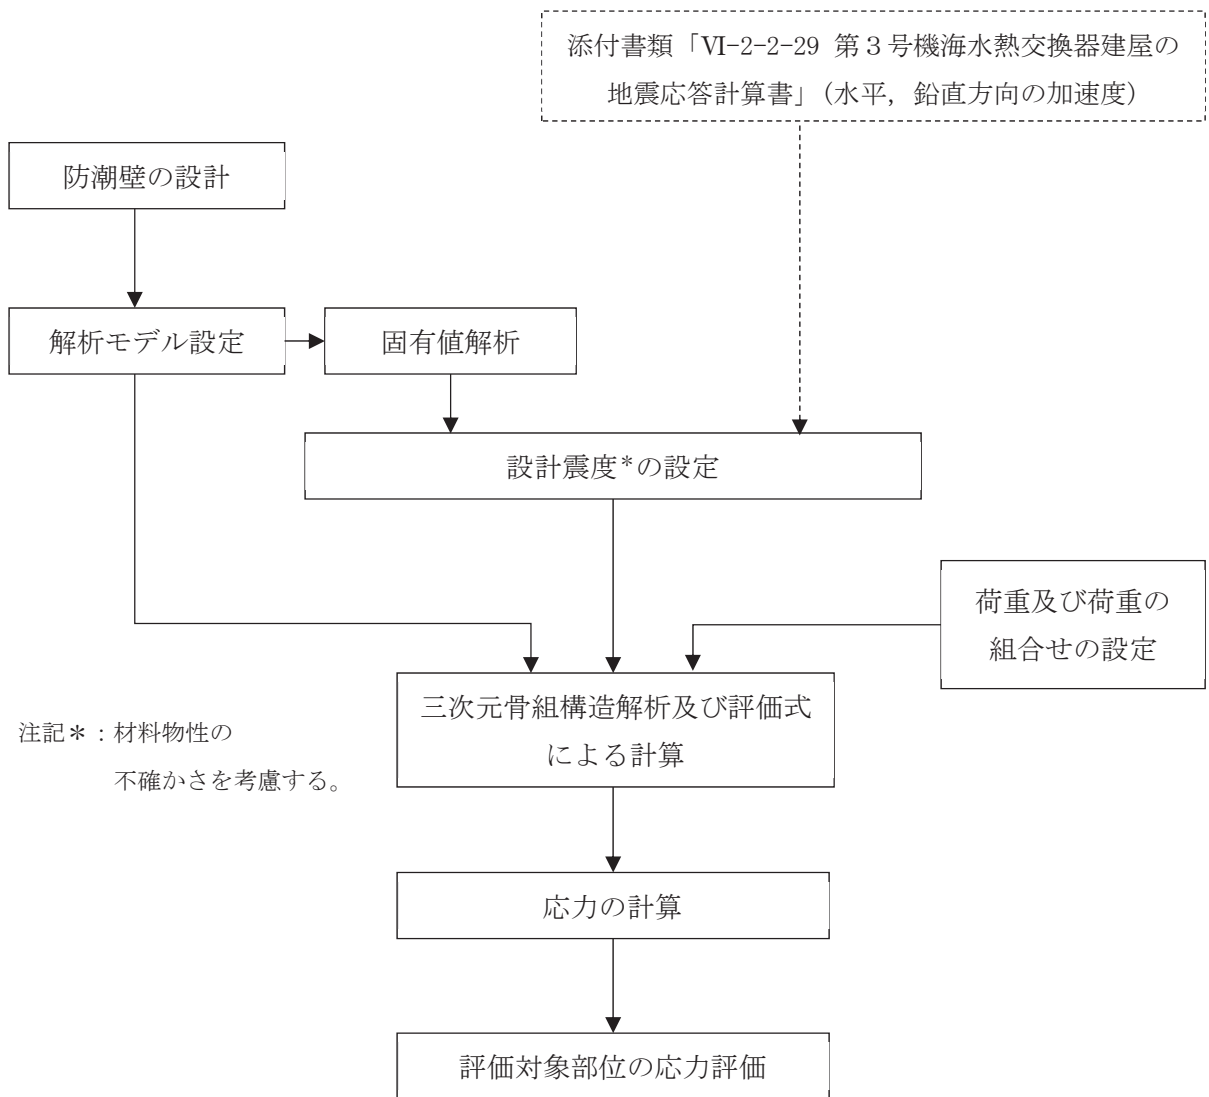 添付書類「Ⅵ-2-2-29 第3号機海水熱交換器建屋の
地震応答計算書」(水平,鉛直方向の加速度)
防潮壁の設計
解析モデル設定
固有値解析
設計震度*の設定
荷重及び荷重の
組合せの設定
三次元骨組構造解析及び評価式
による計算
注記*:材料物性の
不確かさを考慮する。
応力の計算
評価対象部位の応力評価